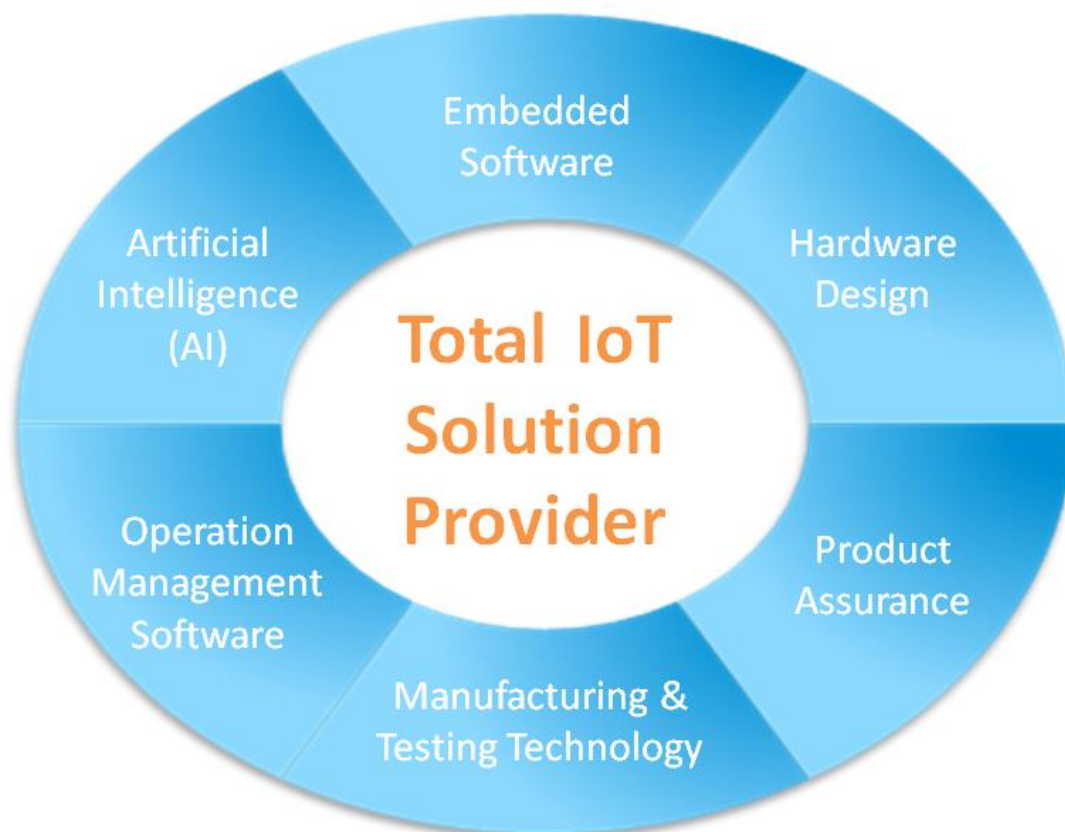 Embedded
Software
Hardware
Design
Product
Assurance
Manufacturing &
Testing Technology
Operation
Management
Software
Artificial
Intelligence
(AI)
Total IoT
Solution
Provider